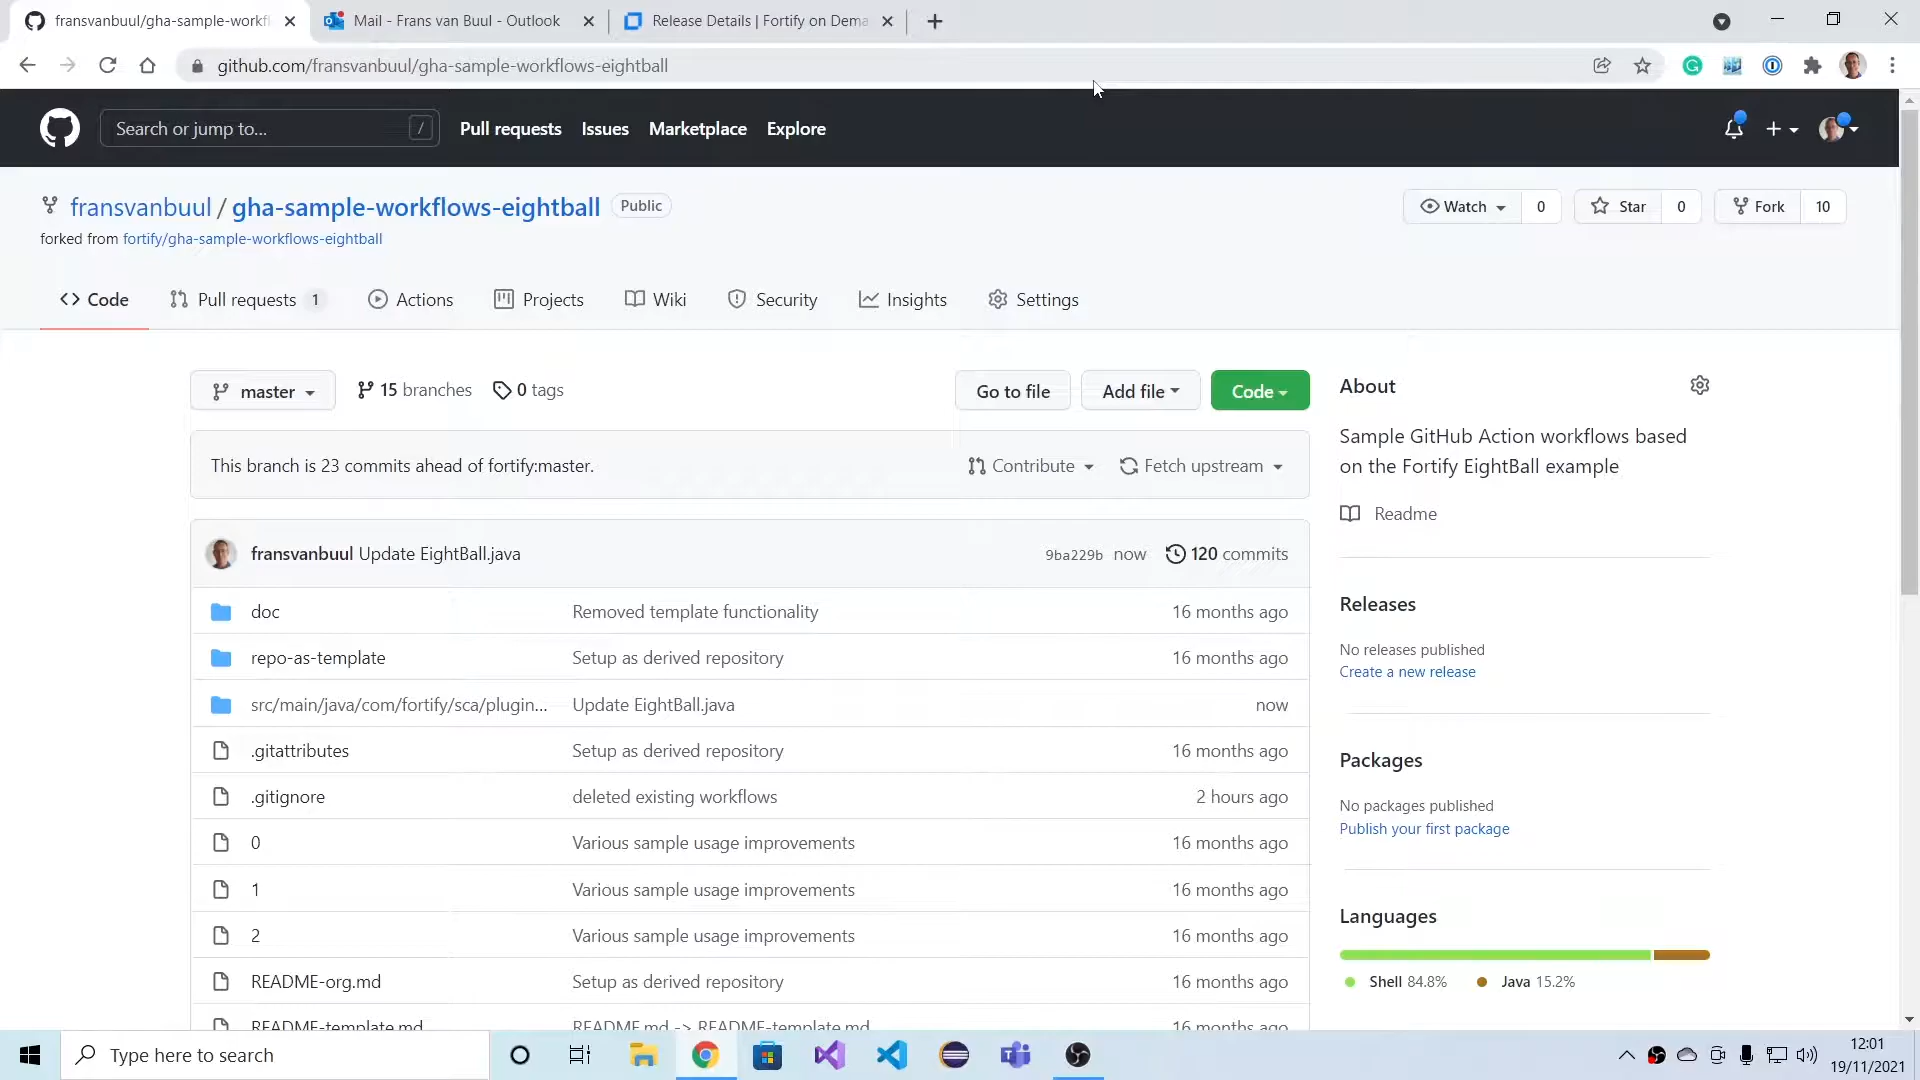 fransvanbuul/gha-sample-workfl
Mail - Frans van Buul - Outlook
Release Details | Fortify on Dema
github.com/fransvanbuul/gha-sample-workflows-eightball
Search or jump to...
/
Pull requests
Issues
Marketplace
Explore
fransvanbuul / gha-sample-workflows-eightball
Public
Watch
0
Star
0
Fork
10
forked from fortify/gha-sample-workflows-eightball
Code
Pull requests 1
Actions
Projects
Wiki
Security
Insights
Settings
master
15 branches
0 tags
Go to file
Add file
Code
This branch is 23 commits ahead of fortify:master.
Contribute
Fetch upstream
fransvanbuul Update EightBall.java
9ba229b now
120 commits
doc Removed template functionality 16 months ago
repo-as-template Setup as derived repository 16 months ago
src/main/java/com/fortify/sca/plugin... Update EightBall.java now
.gitattributes Setup as derived repository 16 months ago
.gitignore deleted existing workflows 2 hours ago
0 Various sample usage improvements 16 months ago
1 Various sample usage improvements 16 months ago
2 Various sample usage improvements 16 months ago
README-org.md Setup as derived repository 16 months ago
README-template.md README.md -> README-template.md 16 months ago
About
Sample GitHub Action workflows based
on the Fortify EightBall example
Readme
Releases
No releases published
Create a new release
Packages
No packages published
Publish your first package
Languages
Shell 84.8%
Java 15.2%
Type here to search
12:01
19/11/2021